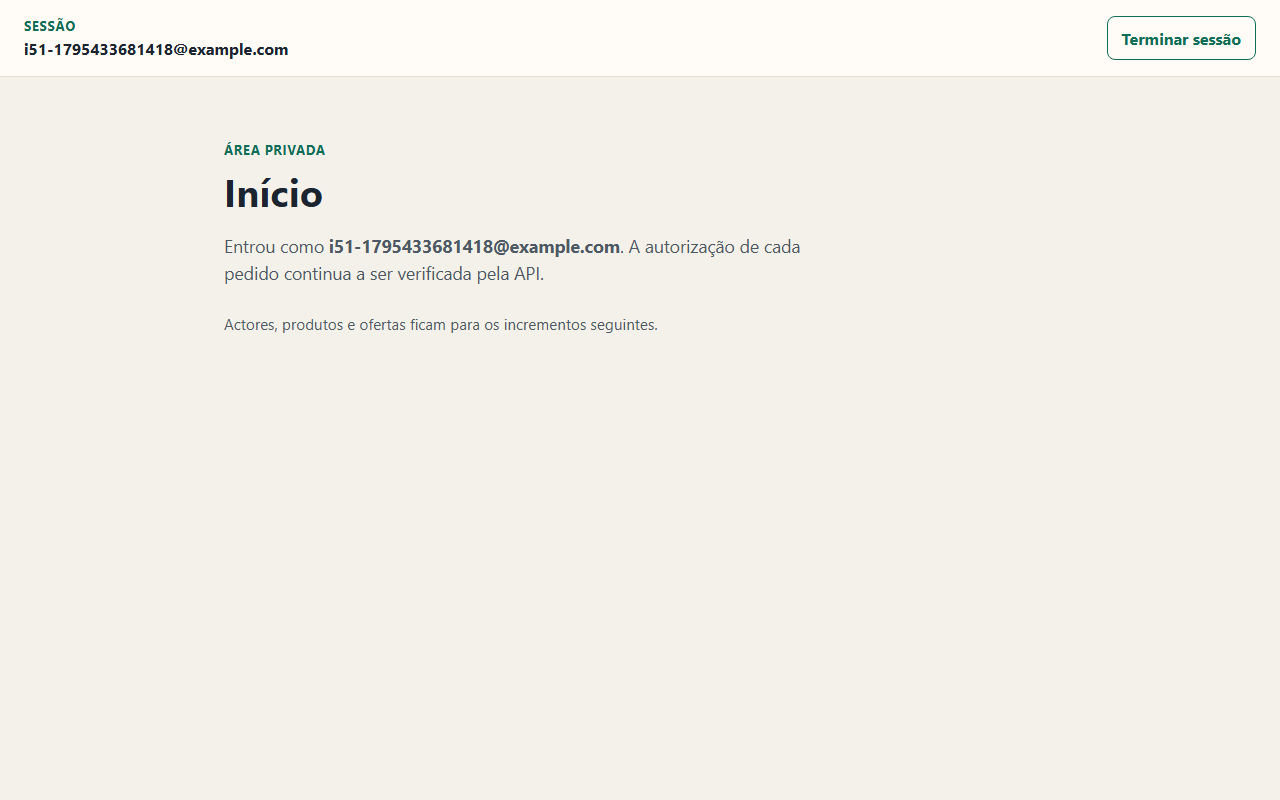 SESSÃO
i51-1795433681418@example.com
Terminar sessão
ÁREA PRIVADA
Início
Entrou como i51-1795433681418@example.com. A autorização de cada
pedido continua a ser verificada pela API.
Actores, produtos e ofertas ficam para os incrementos seguintes.